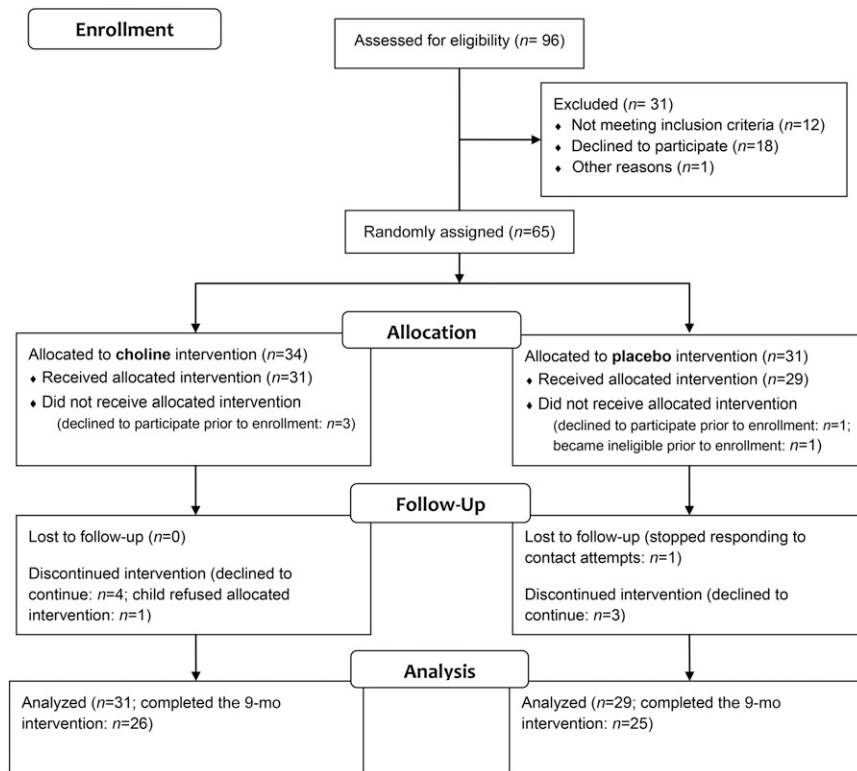 Enrollment
Assessed for eligibility (n= 96)
Excluded (n= 31)
♦ Not meeting inclusion criteria (n=12)
♦ Declined to participate (n=18)
♦ Other reasons (n=1)
Randomly assigned (n=65)
Allocation
Allocated to choline intervention (n=34)
♦ Received allocated intervention (n=31)
♦ Did not receive allocated intervention
(declined to participate prior to enrollment: n=3)
Allocated to placebo intervention (n=31)
♦ Received allocated intervention (n=29)
♦ Did not receive allocated intervention
(declined to participate prior to enrollment: n=1;
became ineligible prior to enrollment: n=1)
Follow-Up
Lost to follow-up (n=0)
Discontinued intervention (declined to
continue: n=4; child refused allocated
intervention: n=1)
Lost to follow-up (stopped responding to
contact attempts: n=1)
Discontinued intervention (declined to
continue: n=3)
Analysis
Analyzed (n=31; completed the 9-mo
intervention: n=26)
Analyzed (n=29; completed the 9-mo
intervention: n=25)